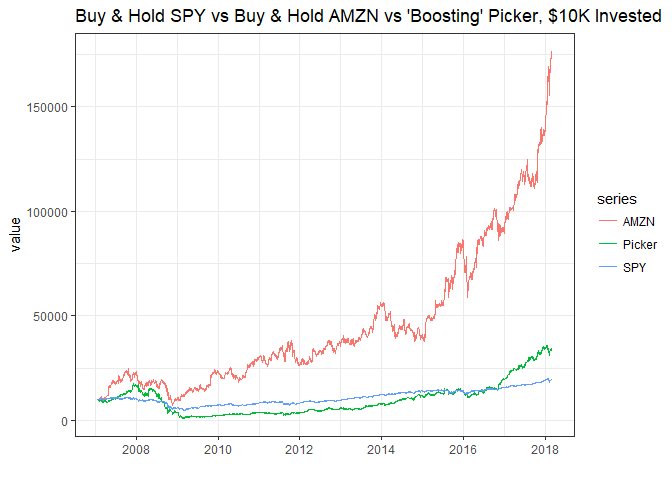 Buy & Hold SPY vs Buy & Hold AMZN vs 'Boosting' Picker, $10K Invested
value
150000
100000
50000
0
2008
2010
2012
2014
2016
2018
series
AMZN
Picker
SPY